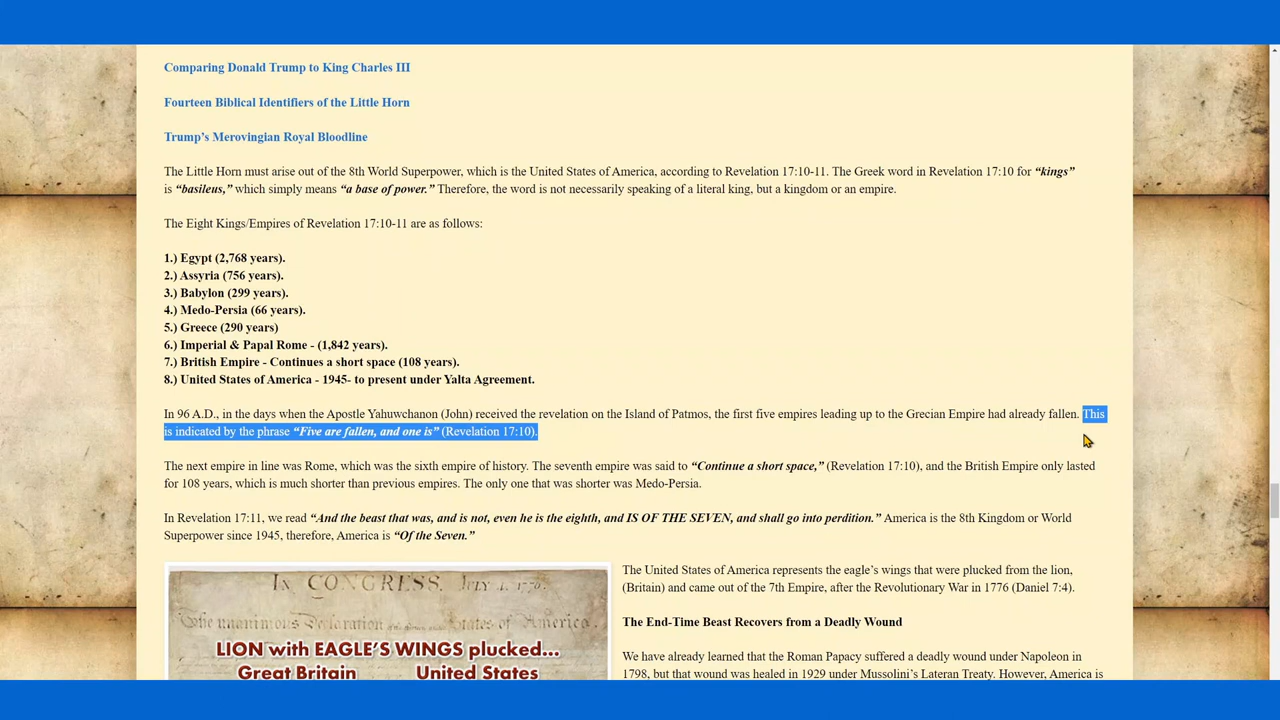 Comparing Donald Trump to King Charles III
Fourteen Biblical Identifiers of the Little Horn
Trump's Merovingian Royal Bloodline
The Little Horn must arise out of the 8th World Superpower, which is the United States of America, according to Revelation 17:10-11. The Greek word in Revelation 17:10 for “kings”
is “basileus,” which simply means “a base of power.” Therefore, the word is not necessarily speaking of a literal king, but a kingdom or an empire.
The Eight Kings/Empires of Revelation 17:10-11 are as follows:
1.) Egypt (2,768 years).
2.) Assyria (756 years).
3.) Babylon (299 years).
4.) Medo-Persia (66 years).
5.) Greece (290 years)
6.) Imperial & Papal Rome - (1,842 years).
7.) British Empire - Continues a short space (108 years).
8.) United States of America - 1945- to present under Yalta Agreement.
In 96 A.D., in the days when the Apostle Yahuwchanon (John) received the revelation on the Island of Patmos, the first five empires leading up to the Grecian Empire had already fallen. This
is indicated by the phrase “Five are fallen, and one is” (Revelation 17:10).
The next empire in line was Rome, which was the sixth empire of history. The seventh empire was said to “Continue a short space,” (Revelation 17:10), and the British Empire only lasted
for 108 years, which is much shorter than previous empires. The only one that was shorter was Medo-Persia.
In Revelation 17:11, we read “And the beast that was, and is not, even he is the eighth, and IS OF THE SEVEN, and shall go into perdition.” America is the 8th Kingdom or World
Superpower since 1945, therefore, America is “Of the Seven.”
IN CONGRESS, JULY 4, 1776.
The unanimous Declaration of the States of America.
LION with EAGLE'S WINGS plucked...
Great Britain United States
The United States of America represents the eagle's wings that were plucked from the lion,
(Britain) and came out of the 7th Empire, after the Revolutionary War in 1776 (Daniel 7:4).
The End-Time Beast Recovers from a Deadly Wound
We have already learned that the Roman Papacy suffered a deadly wound under Napoleon in
1798, but that wound was healed in 1929 under Mussolini's Lateran Treaty. However, America is